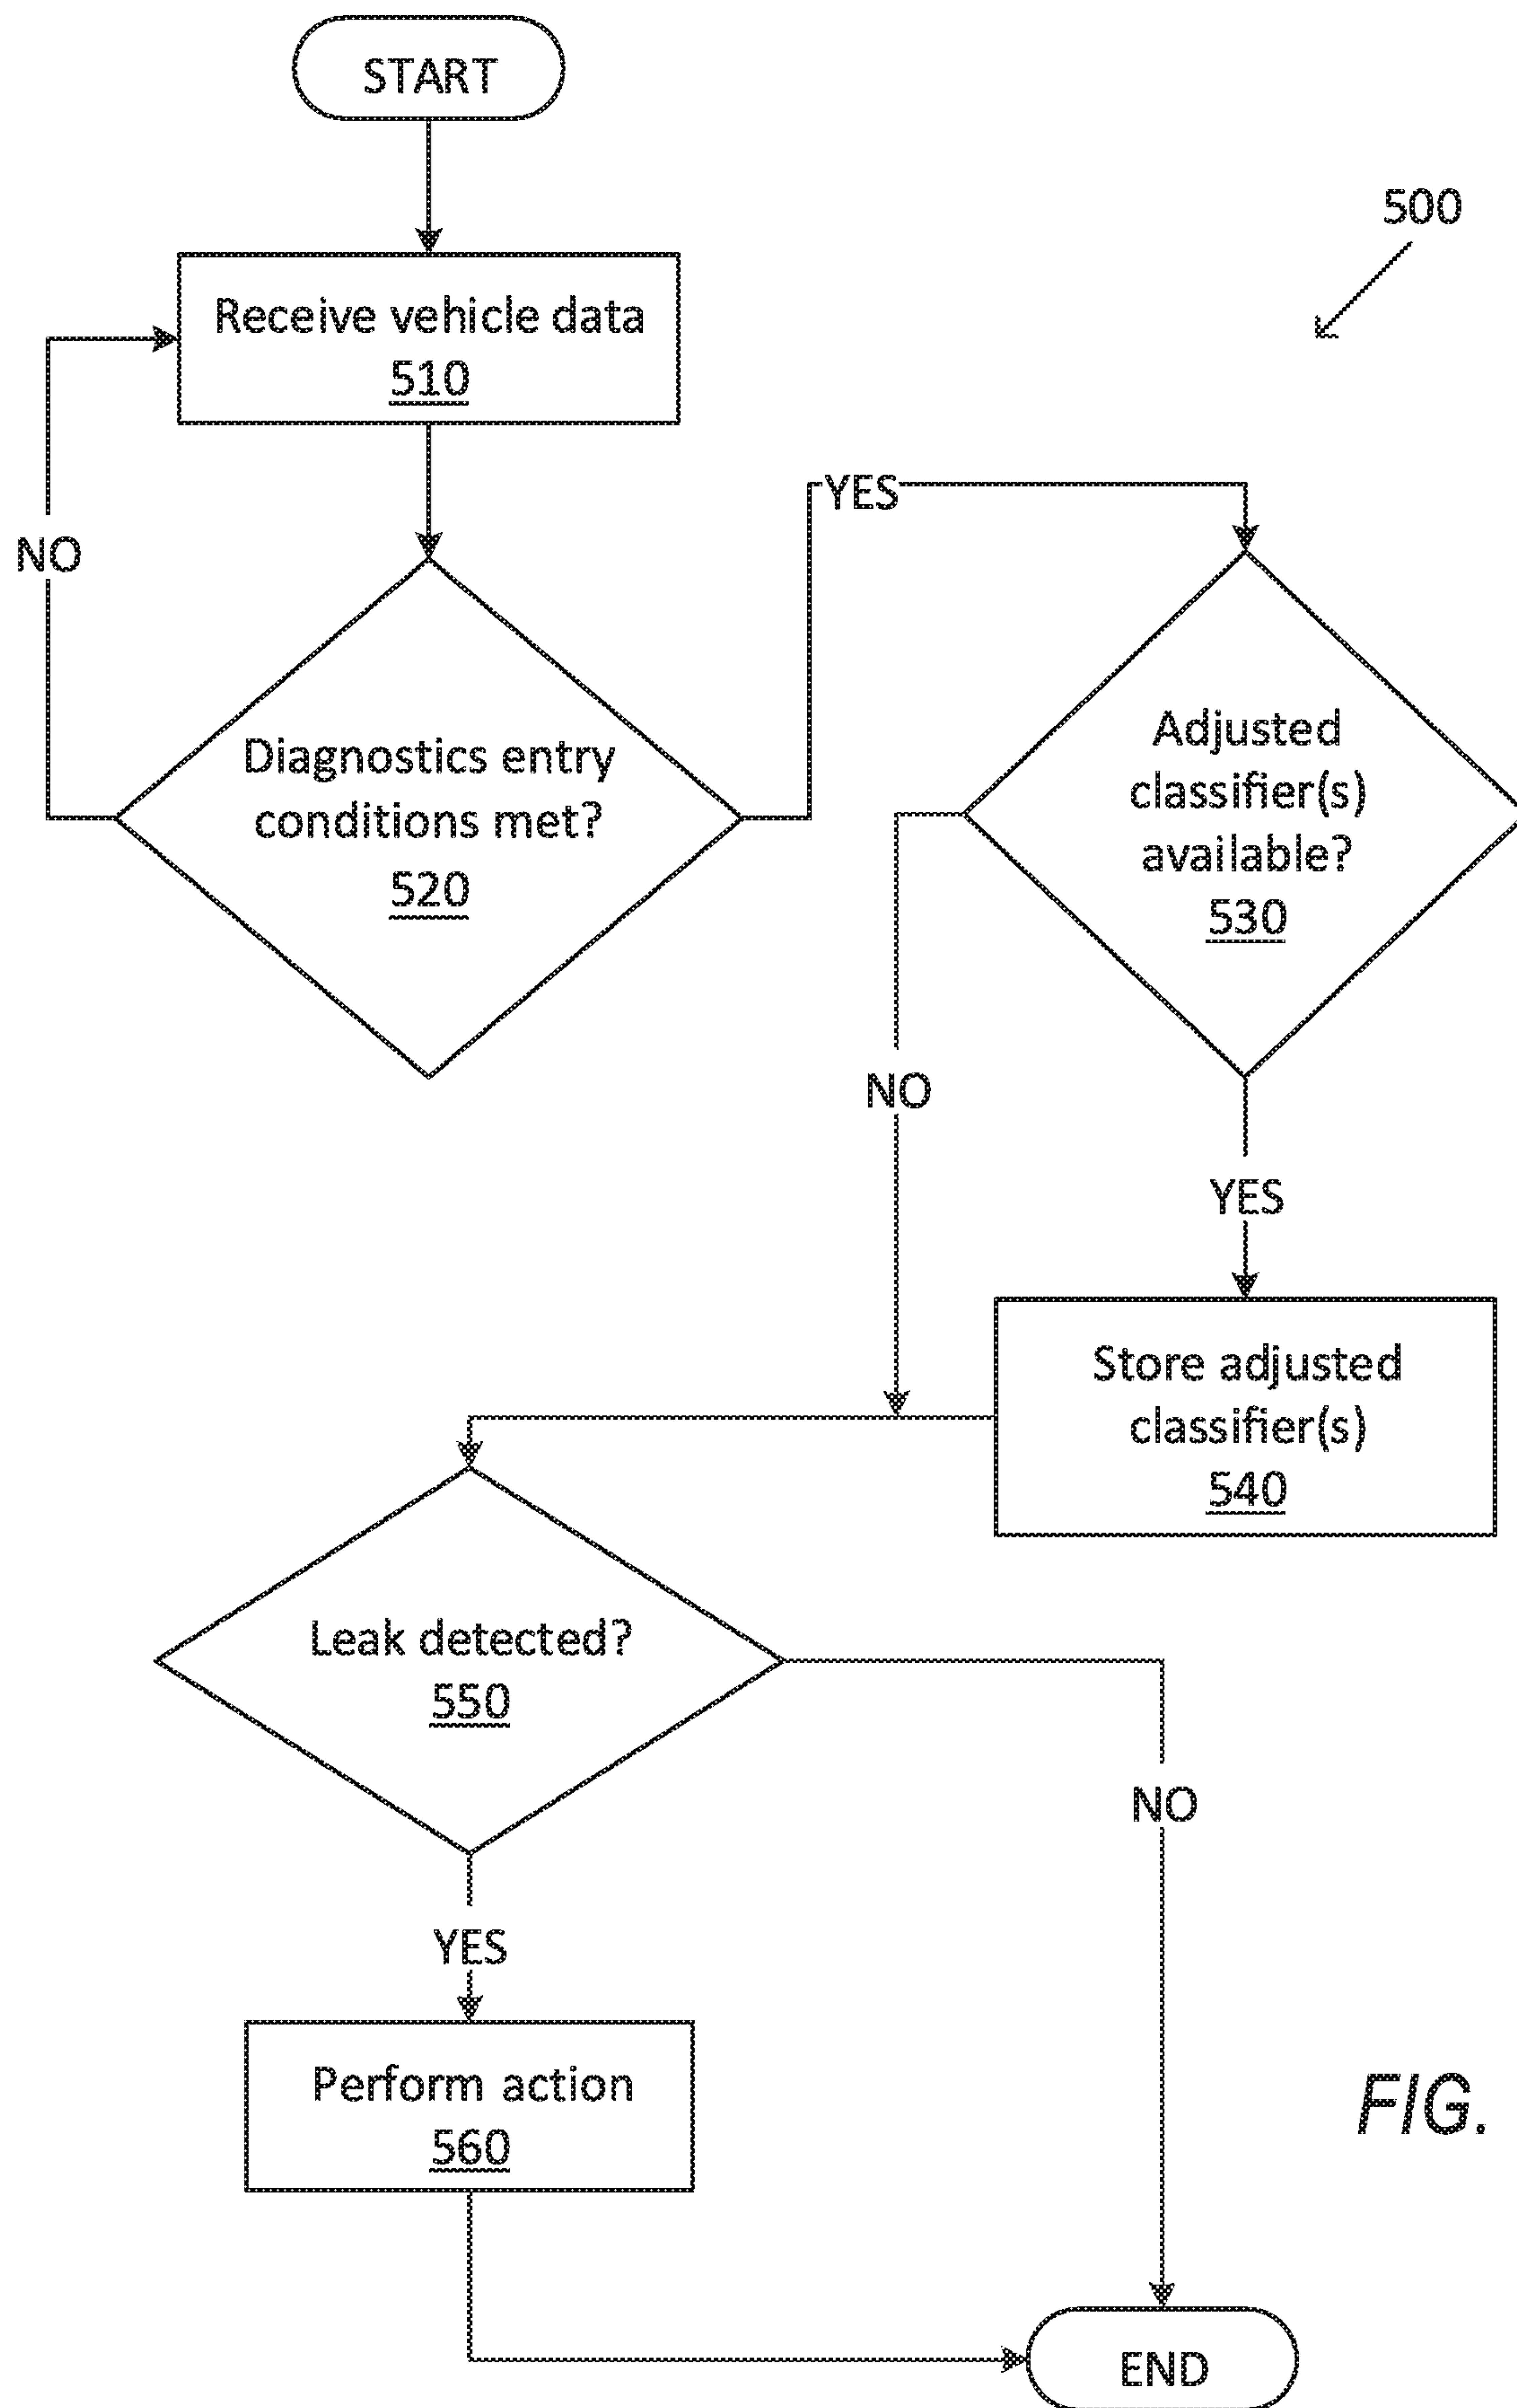 START
500
Receive vehicle data
510
YES
NO
Diagnostics entry
conditions met?
520
Adjusted
classifier(s)
available?
530
NO
YES
Store adjusted
classifier(s)
540
Leak detected?
550
NO
YES
Perform action
560
FIG.
END